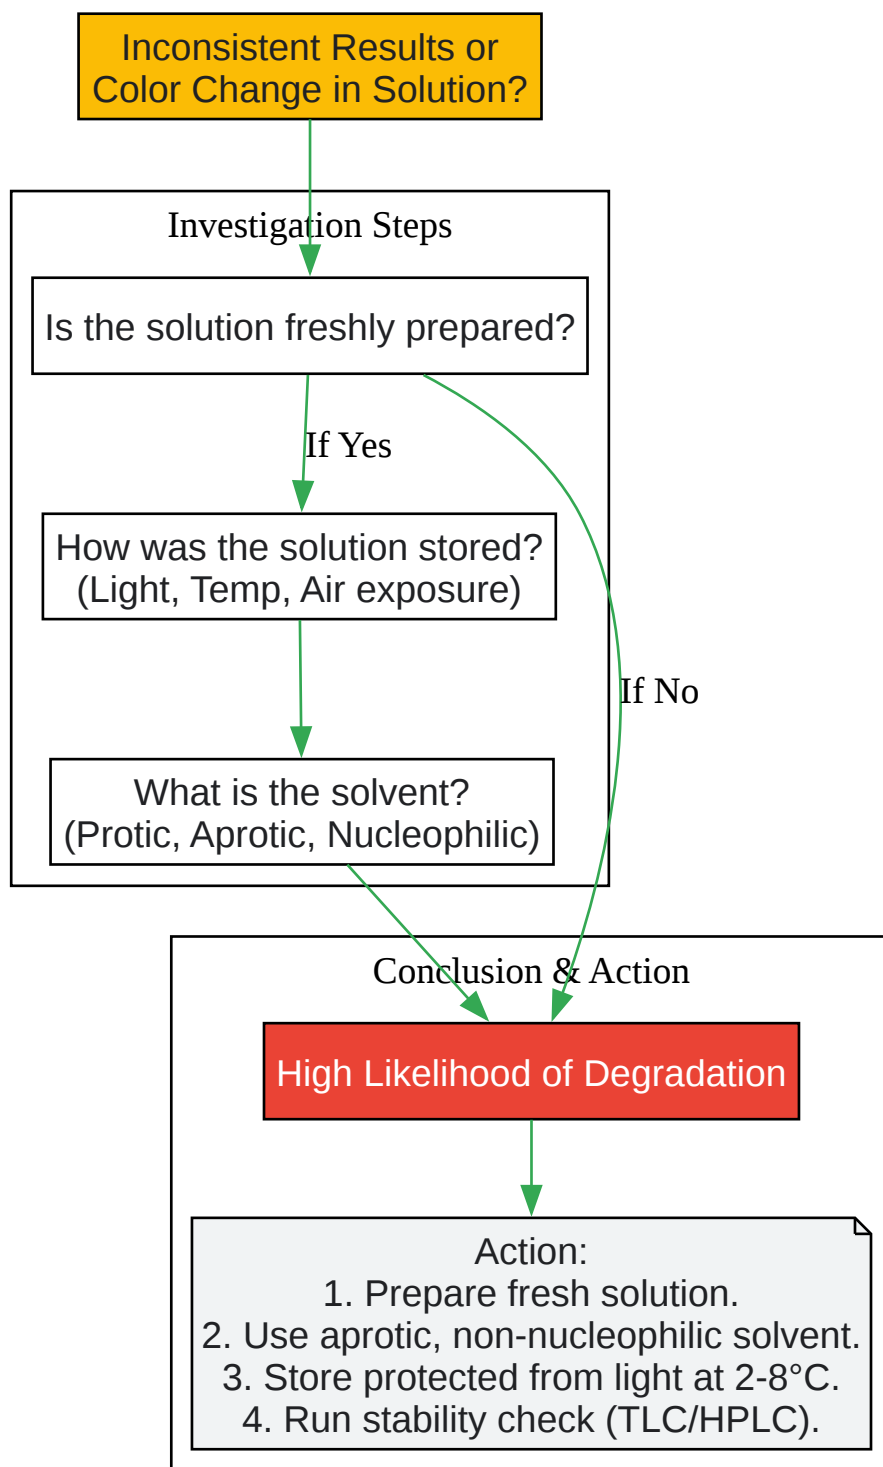 Inconsistent Results or
Color Change in Solution?
Investigation Steps
Is the solution freshly prepared?
If Yes
How was the solution stored?
(Light, Temp, Air exposure)
If No
What is the solvent?
(Protic, Aprotic, Nucleophilic)
Conclusion & Action
High Likelihood of Degradation
Action:
1. Prepare fresh solution.
2. Use aprotic, non-nucleophilic solvent.
3. Store protected from light at 2-8°C.
4. Run stability check (TLC/HPLC).